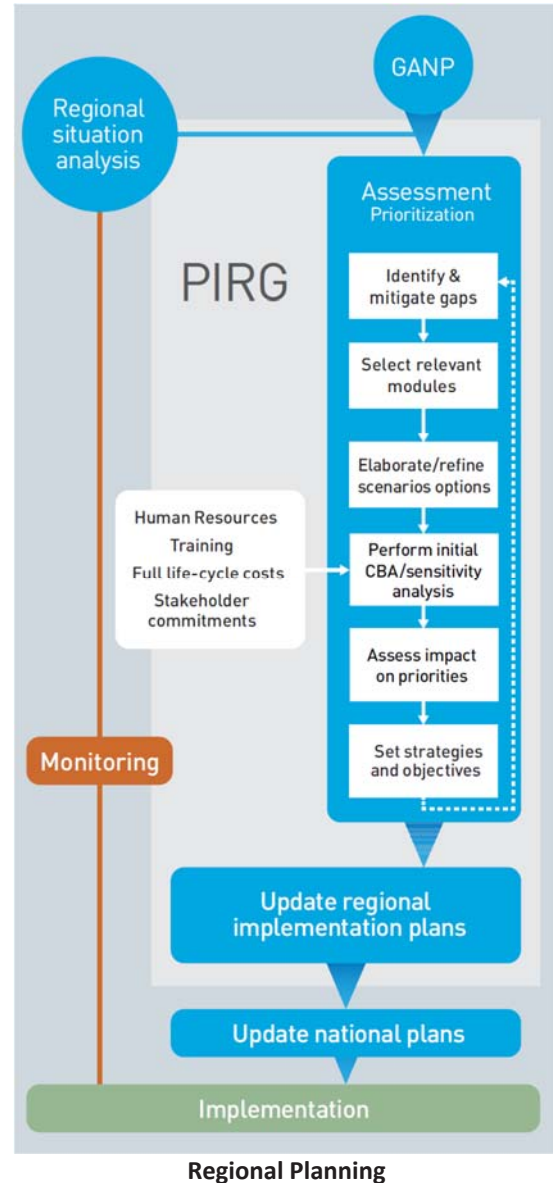 GANP
Regional
situation
analysis
Assessment
Prioritization
PIRG
Identify &
mitigate gaps
Select relevant
modules
Elaborate/refine
scenarios options
Human Resources
Training
Full life-cycle costs
Stakeholder
commitments
Perform initial
CBA/sensitivity
analysis
Assess impact
on priorities
Set strategies
and objectives
Monitoring
Update regional
implementation plans
Update national plans
Implementation
Regional Planning